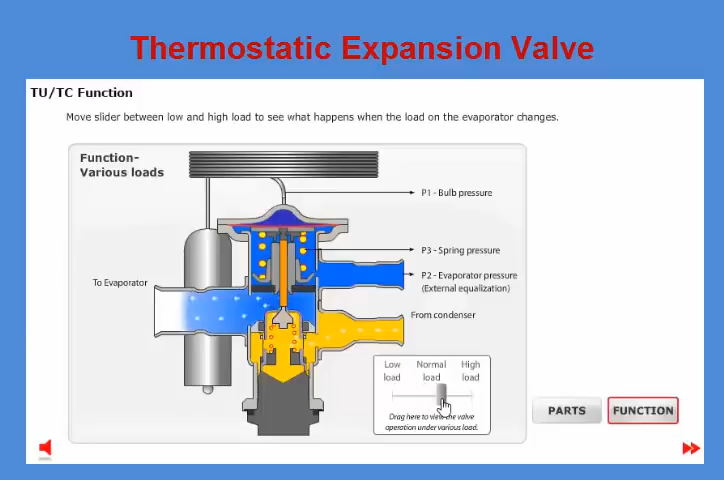 Thermostatic Expansion Valve
TU/TC Function
Move slider between low and high load to see what happens when the load on the evaporator changes.
Function-
Various loads
P1 - Bulb pressure
P3 - Spring pressure
P2 - Evaporator pressure
(External equalization)
To Evaporator
From condenser
Low load
Normal load
High load
Drag here to view the valve
operation under various load.
PARTS
FUNCTION